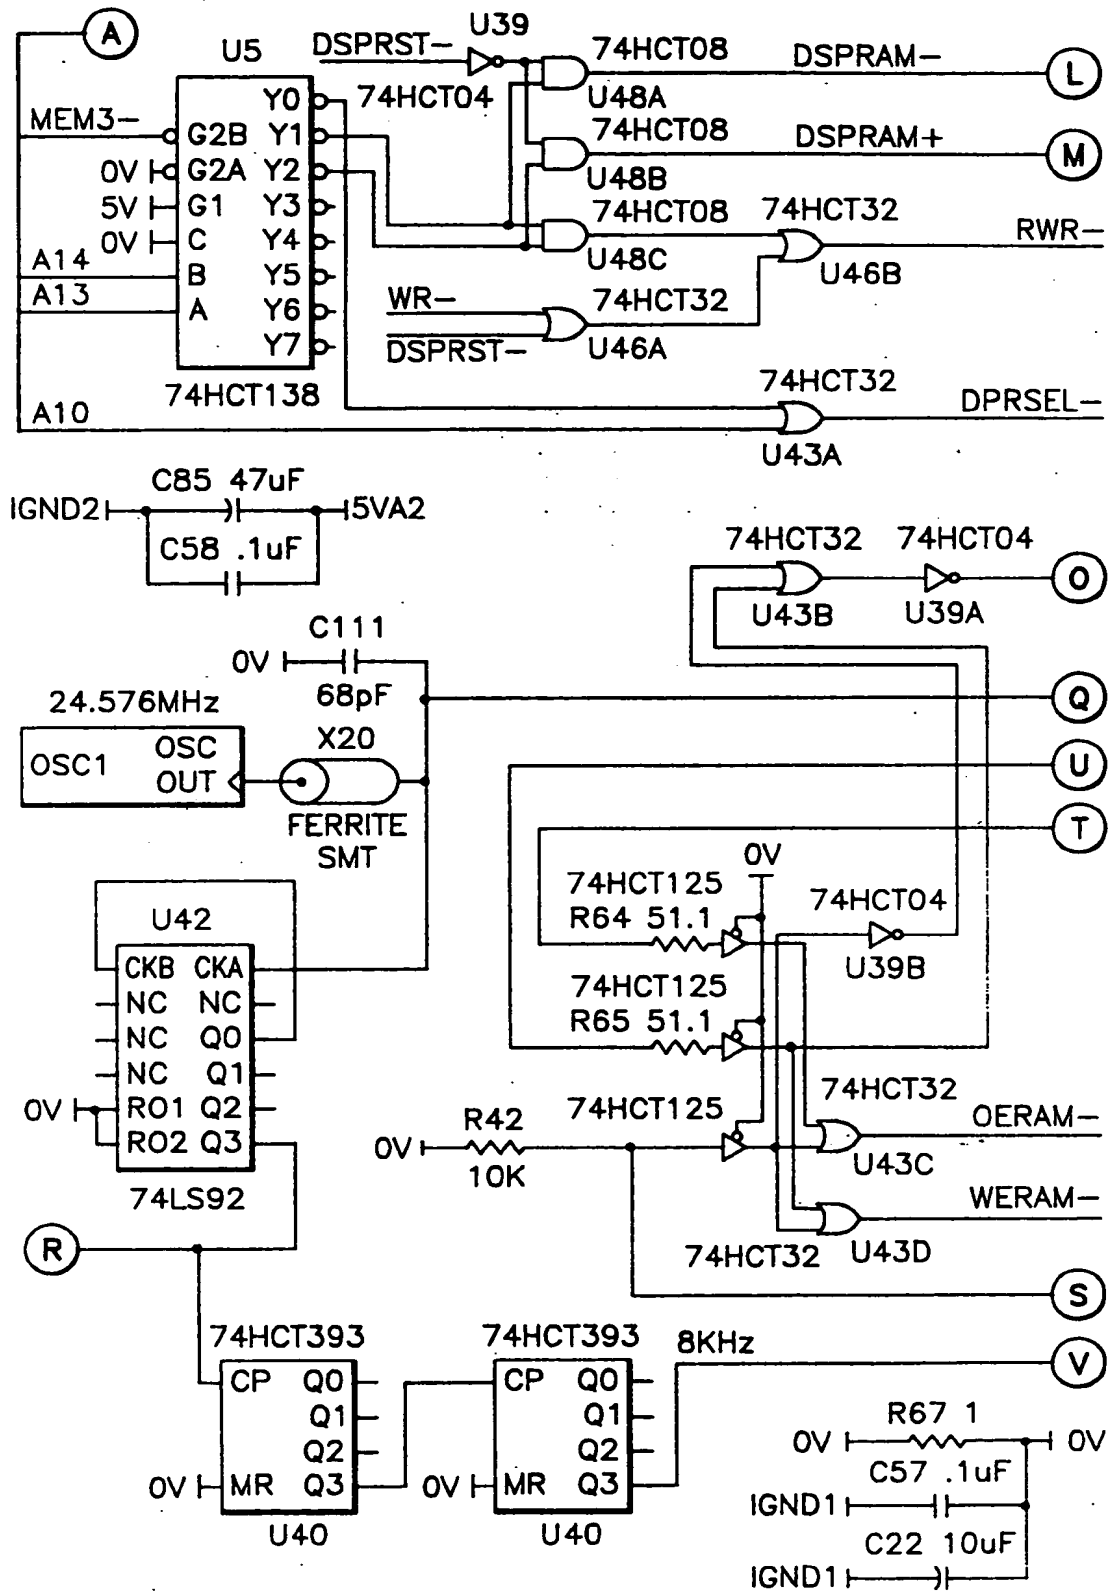 A
U5
U39
DSPRST-
74HCT04
74HCT08
U48A
DSPRAM-
L
74HCT08
U48B
DSPRAM+
M
74HCT08
U48C
74HCT32
U46B
RWR-
MEM3-
0V
5V
0V
A14
A13
G2B
G2A
G1
C
B
A
Y0
Y1
Y2
Y3
Y4
Y5
Y6
Y7
74HCT138
WR-
DSPRST-
74HCT32
U46A
A10
74HCT32
U43A
DPRSEL-
C85 47uF
IGND2
5VA2
C58 .1uF
74HCT32
U43B
74HCT04
U39A
O
C111
0V
68pF
Q
24.576MHz
OSC1
OSC
OUT
X20
FERRITE
SMT
U
T
0V
74HCT125
R64 51.1
74HCT04
U39B
74HCT125
R65 51.1
U42
CKB CKA
NC NC
NC Q0
NC Q1
0V
RO1 Q2
RO2 Q3
74LS92
74HCT125
0V
R42
10K
74HCT32
U43C
OERAM-
74HCT32
U43D
WERAM-
R
S
74HCT393
CP Q0
Q1
Q2
0V
MR Q3
U40
74HCT393
CP Q0
Q1
Q2
0V
MR Q3
U40
8KHz
V
R67 1
0V
0V
C57 .1uF
IGND1
C22 10uF
IGND1